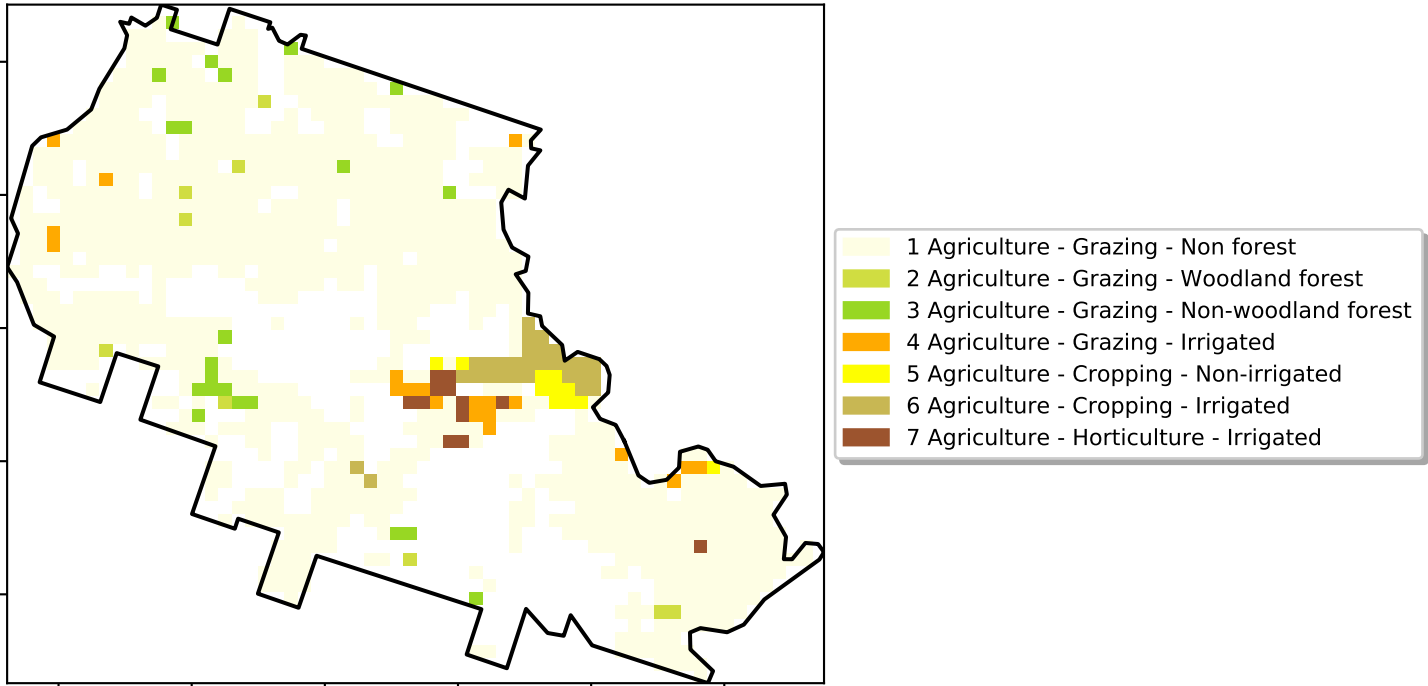 1 Agriculture - Grazing - Non forest
2 Agriculture - Grazing - Woodland forest
3 Agriculture - Grazing - Non-woodland forest
4 Agriculture - Grazing - Irrigated
5 Agriculture - Cropping - Non-irrigated
6 Agriculture - Cropping - Irrigated
7 Agriculture - Horticulture - Irrigated